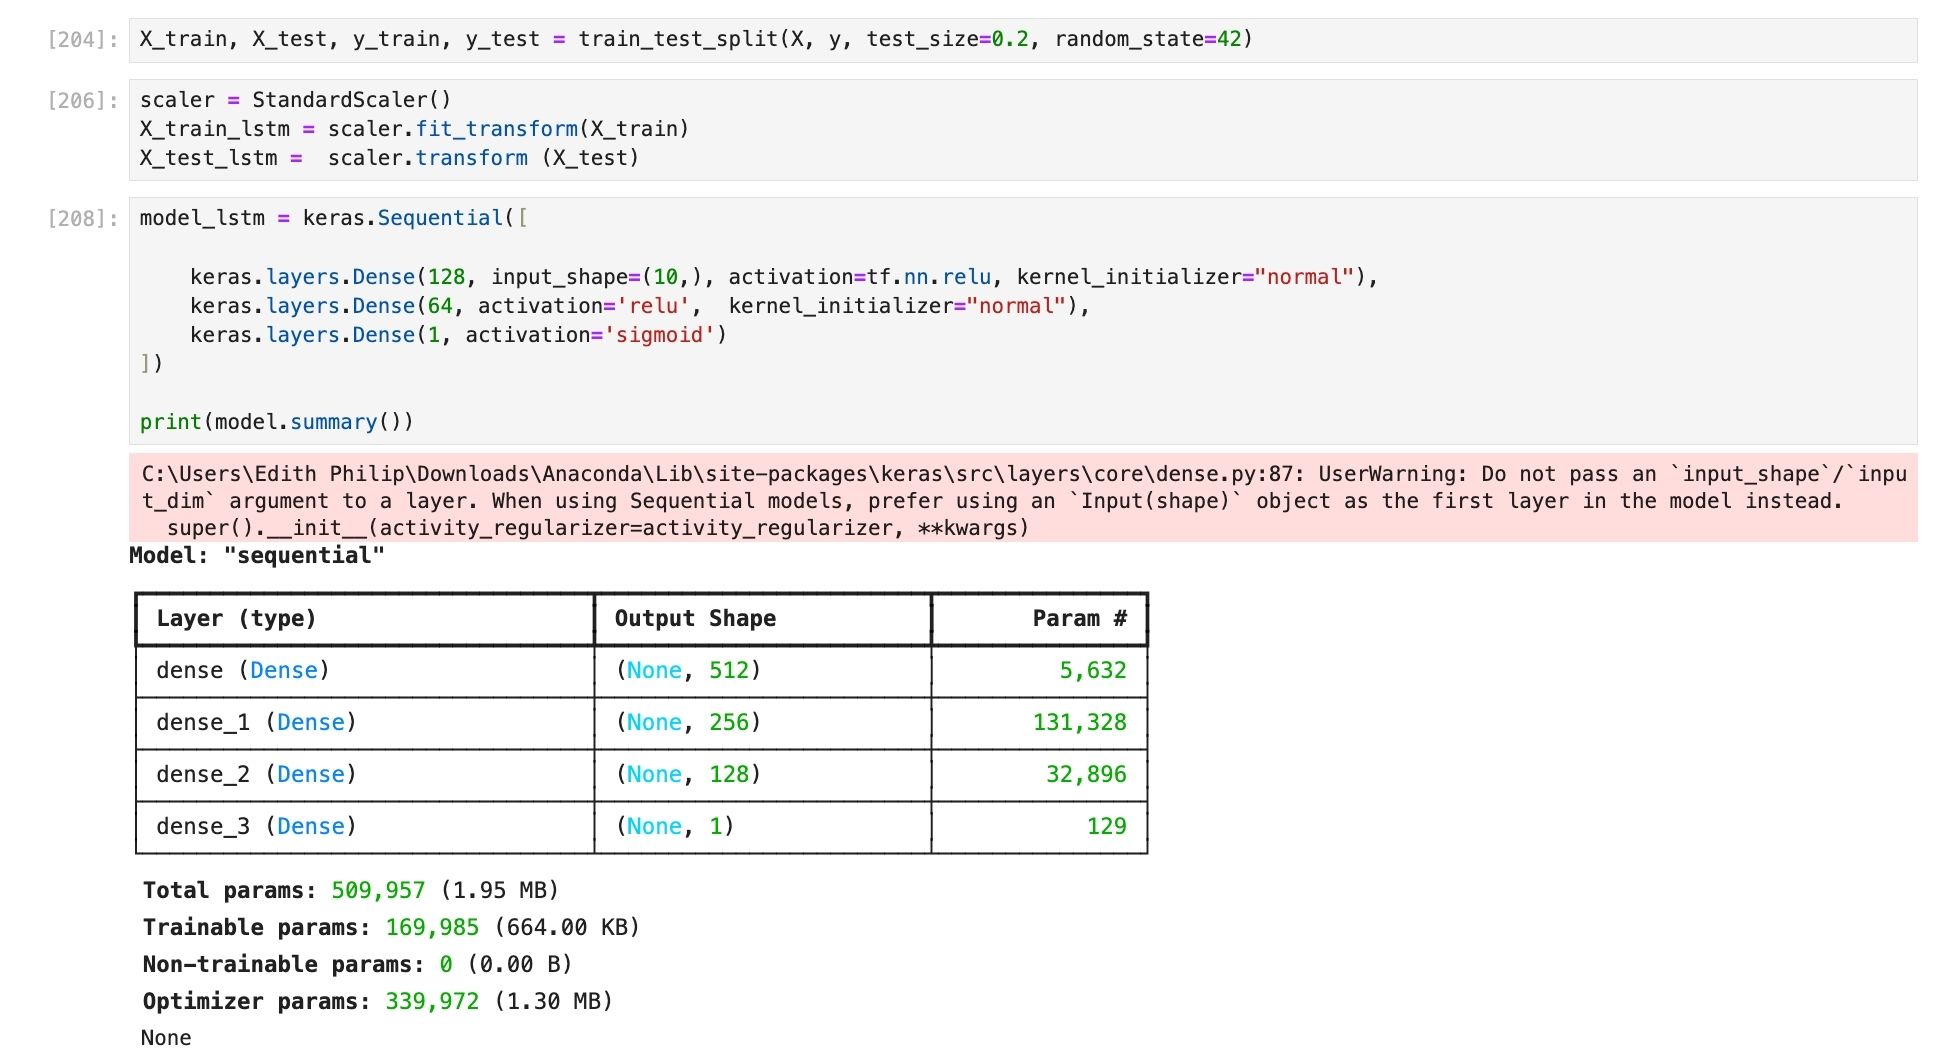 [204]: X_train, X_test, y_train, y_test = train_test_split(X, y, test_size=0.2, random_state=42)
[206]: scaler = StandardScaler()
X_train_lstm = scaler.fit_transform(X_train)
X_test_lstm =  scaler.transform (X_test)
[208]: model_lstm = keras.Sequential([
keras.layers.Dense(128, input_shape=(10,), activation=tf.nn.relu, kernel_initializer="normal"),
keras.layers.Dense(64, activation='relu',  kernel_initializer="normal"),
keras.layers.Dense(1, activation='sigmoid')
])
print(model.summary())
C:\Users\Edith Philip\Downloads\Anaconda\Lib\site-packages\keras\src\layers\core\dense.py:87: UserWarning: Do not pass an `input_shape`/`inpu
t_dim` argument to a layer. When using Sequential models, prefer using an `Input(shape)` object as the first layer in the model instead.
super().__init__(activity_regularizer=activity_regularizer, **kwargs)
Model: "sequential"
Layer (type) Output Shape Param #
dense (Dense) (None, 512) 5,632
dense_1 (Dense) (None, 256) 131,328
dense_2 (Dense) (None, 128) 32,896
dense_3 (Dense) (None, 1) 129
Total params: 509,957 (1.95 MB)
Trainable params: 169,985 (664.00 KB)
Non-trainable params: 0 (0.00 B)
Optimizer params: 339,972 (1.30 MB)
None